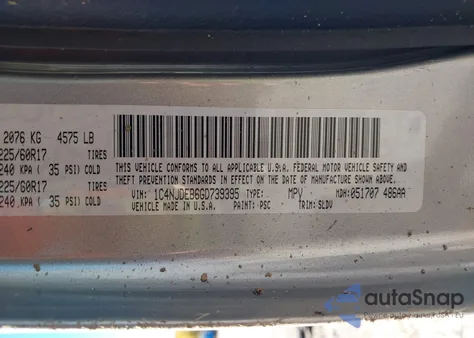 2076 KG 4575 LB
225/60R17 TIRES
240 KPA ( 35 PSI) COLD
225/60R17 TIRES
240 KPA ( 35 PSI) COLD
THIS VEHICLE CONFORMS TO ALL APPLICABLE U.S.A. FEDERAL MOTOR VEHICLE SAFETY,
THEFT PREVENTION STANDARDS IN EFFECT ON THE DATE OF MANUFACTURE SHOWN ABOVE.
VIN: 1C4NJDEB6GD739395 TYPE: MPV MDH: 051707 486AA
VEHICLE MADE IN U.S.A. PAINT: PSC TRIM: SLDV
autoSnap